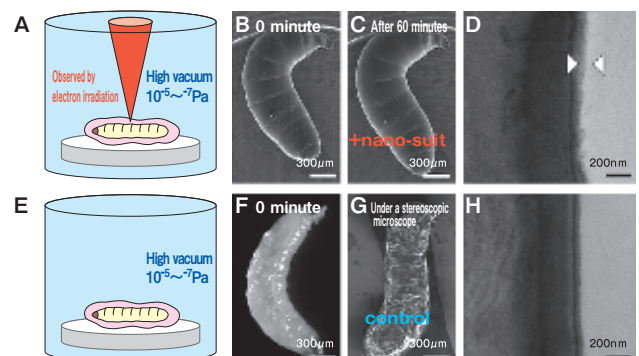 A
Observed by
electron irradiation
High vacuum
10⁻⁵～⁻⁷Pa
B 0 minute
300μm
C After 60 minutes
+nano-suit
300μm
D
200nm
E
High vacuum
10⁻⁵～⁻⁷Pa
F 0 minute
300μm
G Under a stereoscopic
microscope
control
300μm
H
200nm